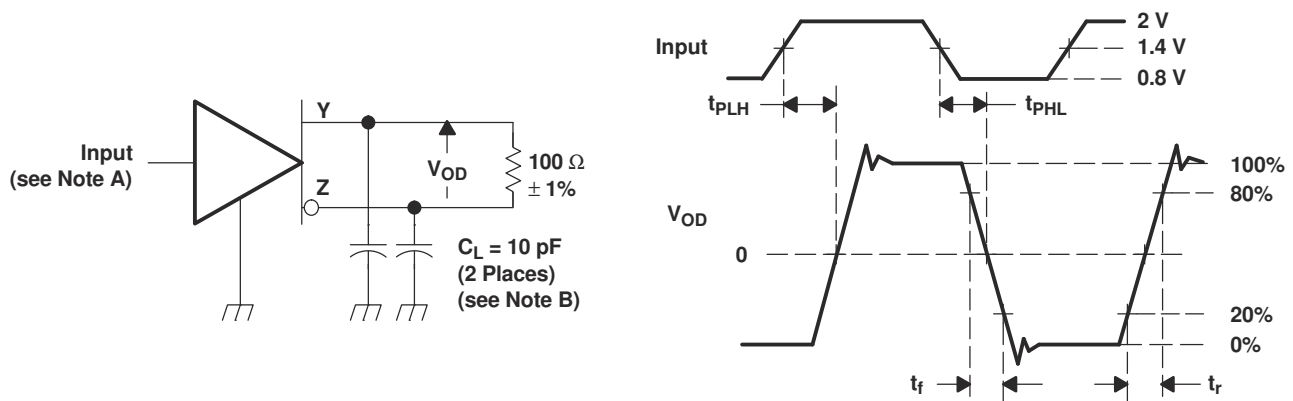 Input
(see Note A)
Y
Z
V_OD
100 Ω
± 1%
C_L = 10 pF
(2 Places)
(see Note B)
Input
2 V
1.4 V
0.8 V
t_PLH
t_PHL
V_OD
0
100%
80%
20%
0%
t_f
t_r